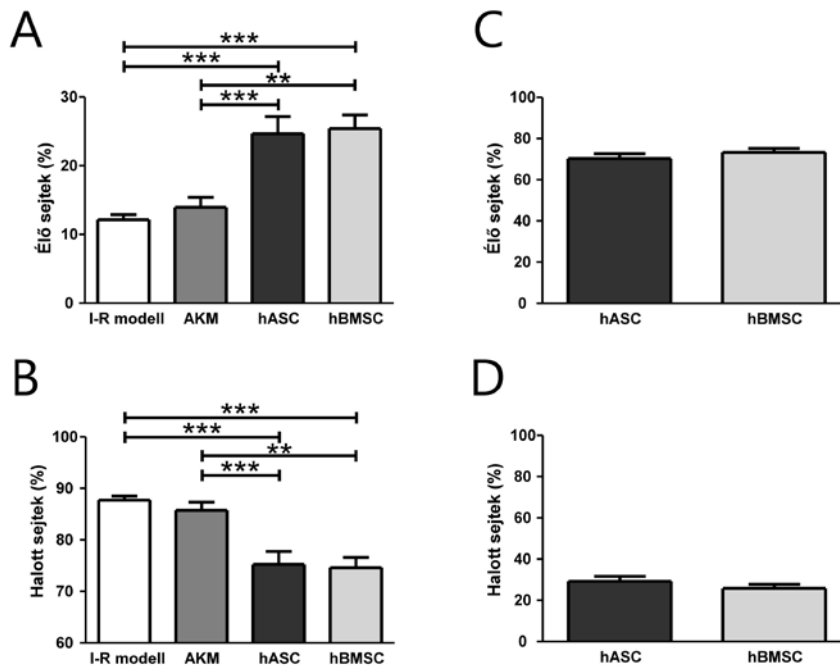 A
***
***
**
***
30
20
10
0
Élő sejtek (%)
I-R modell AKM hASC hBMSC
C
100
80
60
40
20
0
Élő sejtek (%)
hASC hBMSC
B
***
***
**
***
100
90
80
70
60
Halott sejtek (%)
I-R modell AKM hASC hBMSC
D
100
80
60
40
20
0
Halott sejtek (%)
hASC hBMSC